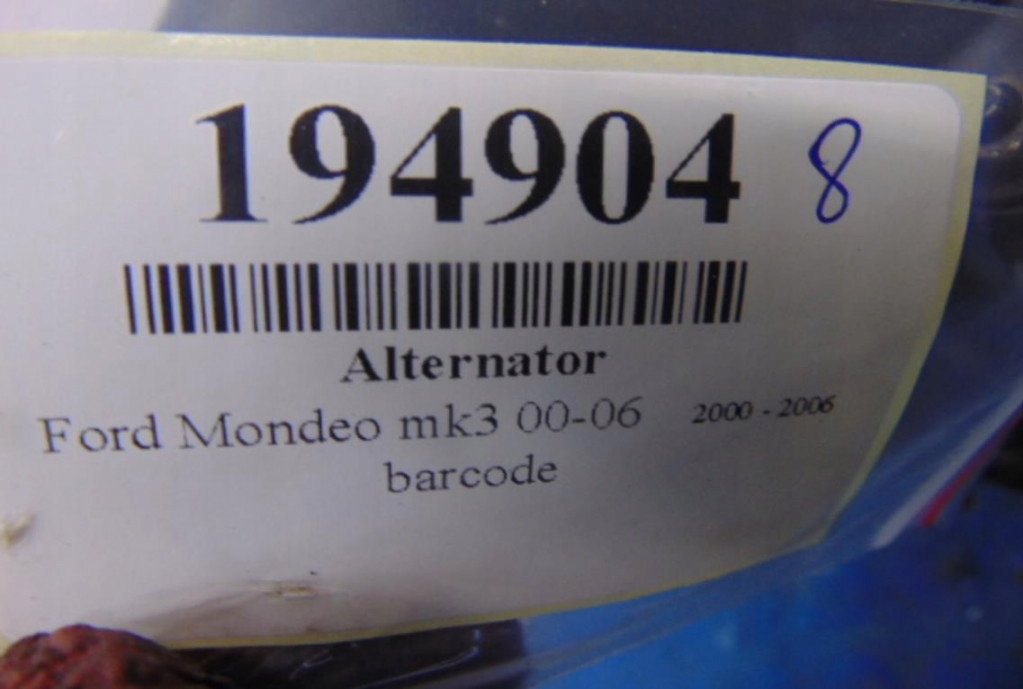 194904 8
Alternator
Ford Mondeo mk3 00-06 2000 - 2006
barcode